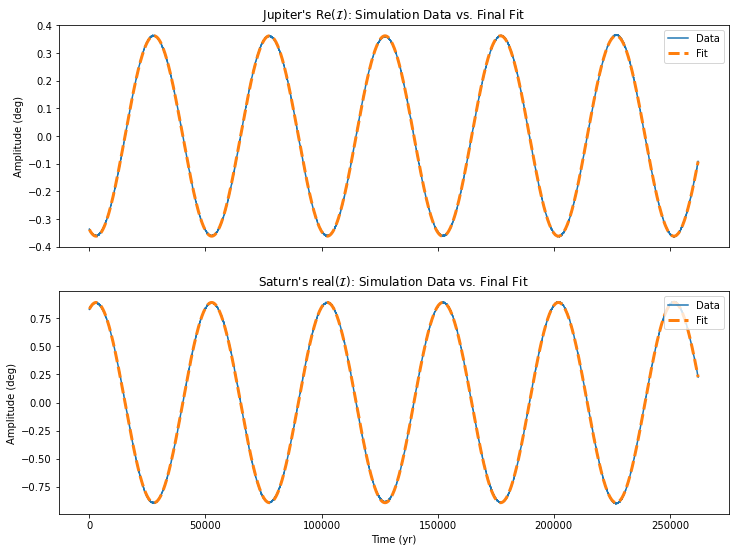 Jupiter's Re(𝓘): Simulation Data vs. Final Fit
Amplitude (deg)
0.4
0.3
0.2
0.1
0.0
−0.1
−0.2
−0.3
−0.4
Data
Fit
Saturn's real(𝓘): Simulation Data vs. Final Fit
Amplitude (deg)
0.75
0.50
0.25
0.00
−0.25
−0.50
−0.75
Data
Fit
0 50000 100000 150000 200000 250000
Time (yr)